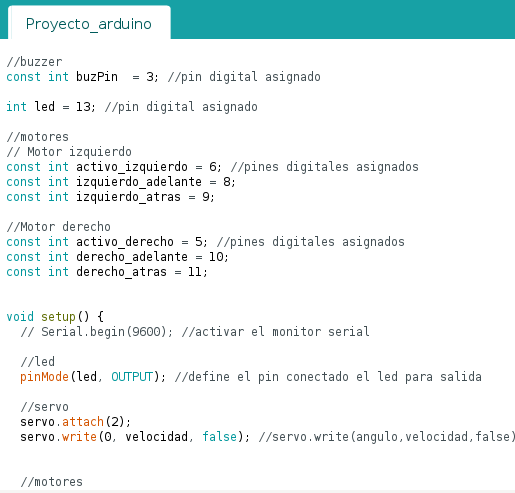 Proyecto_arduino
//buzzer
const int buzPin  = 3; //pin digital asignado
int led = 13; //pin digital asignado
//motores
// Motor izquierdo
const int activo_izquierdo = 6; //pines digitales asignados
const int izquierdo_adelante = 8;
const int izquierdo_atras = 9;
//Motor derecho
const int activo_derecho = 5; //pines digitales asignados
const int derecho_adelante = 10;
const int derecho_atras = 11;
void setup() {
  // Serial.begin(9600); //activar el monitor serial
  //led
  pinMode(led, OUTPUT); //define el pin conectado el led para salida
  //servo
  servo.attach(2);
  servo.write(0, velocidad, false); //servo.write(angulo,velocidad,false)
  //motores